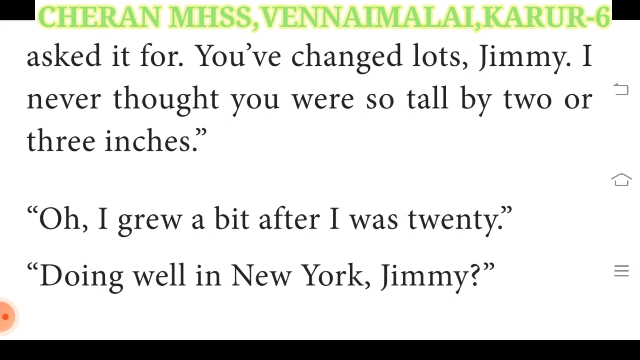 CHERAN MHSS,VENNAIMALAI,KARUR-6
asked it for. You’ve changed lots, Jimmy. I
never thought you were so tall by two or
three inches.”
“Oh, I grew a bit after I was twenty.”
“Doing well in New York, Jimmy?”